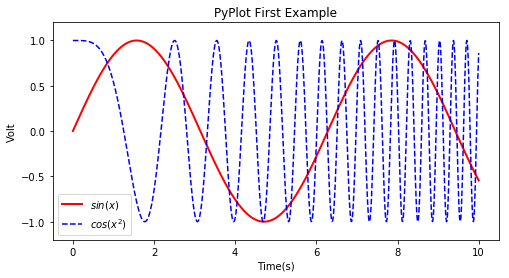 PyPlot First Example
Volt
1.0
0.5
0.0
−0.5
−1.0
sin(x)
cos(x²)
0 2 4 6 8 10
Time(s)